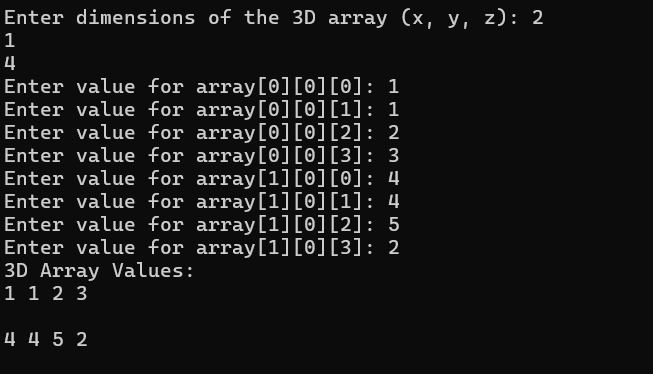 Enter dimensions of the 3D array (x, y, z): 2
1
4
Enter value for array[0][0][0]: 1
Enter value for array[0][0][1]: 1
Enter value for array[0][0][2]: 2
Enter value for array[0][0][3]: 3
Enter value for array[1][0][0]: 4
Enter value for array[1][0][1]: 4
Enter value for array[1][0][2]: 5
Enter value for array[1][0][3]: 2
3D Array Values:
1 1 2 3
4 4 5 2